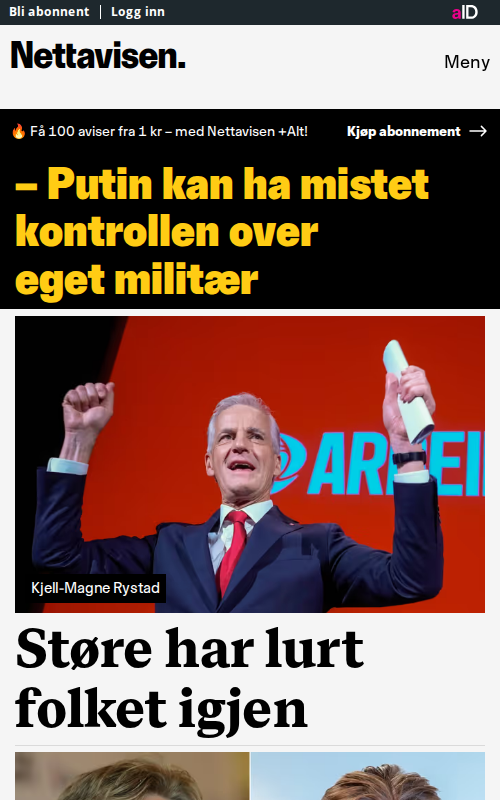 Bli abonnent | Logg inn
aID
Nettavisen.
Meny
🔥 Få 100 aviser fra 1 kr – med Nettavisen +Alt!
Kjøp abonnement →
– Putin kan ha mistet
kontrollen over
eget militær
Kjell-Magne Rystad
Støre har lurt
folket igjen